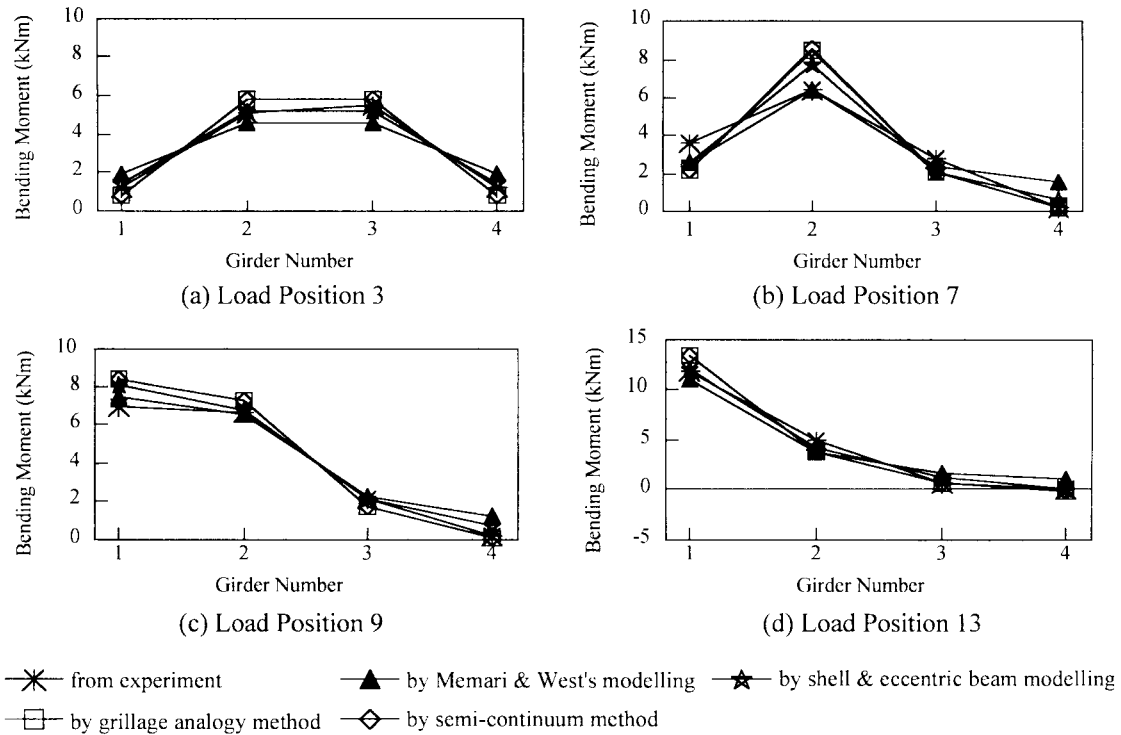 Bending Moment (kNm)
10
8
6
4
2
0
1 2 3 4
Girder Number
(a) Load Position 3
Bending Moment (kNm)
10
8
6
4
2
0
1 2 3 4
Girder Number
(b) Load Position 7
Bending Moment (kNm)
10
8
6
4
2
0
1 2 3 4
Girder Number
(c) Load Position 9
Bending Moment (kNm)
15
10
5
0
-5
1 2 3 4
Girder Number
(d) Load Position 13
from experiment
by Memari & West's modelling
by shell & eccentric beam modelling
by grillage analogy method
by semi-continuum method